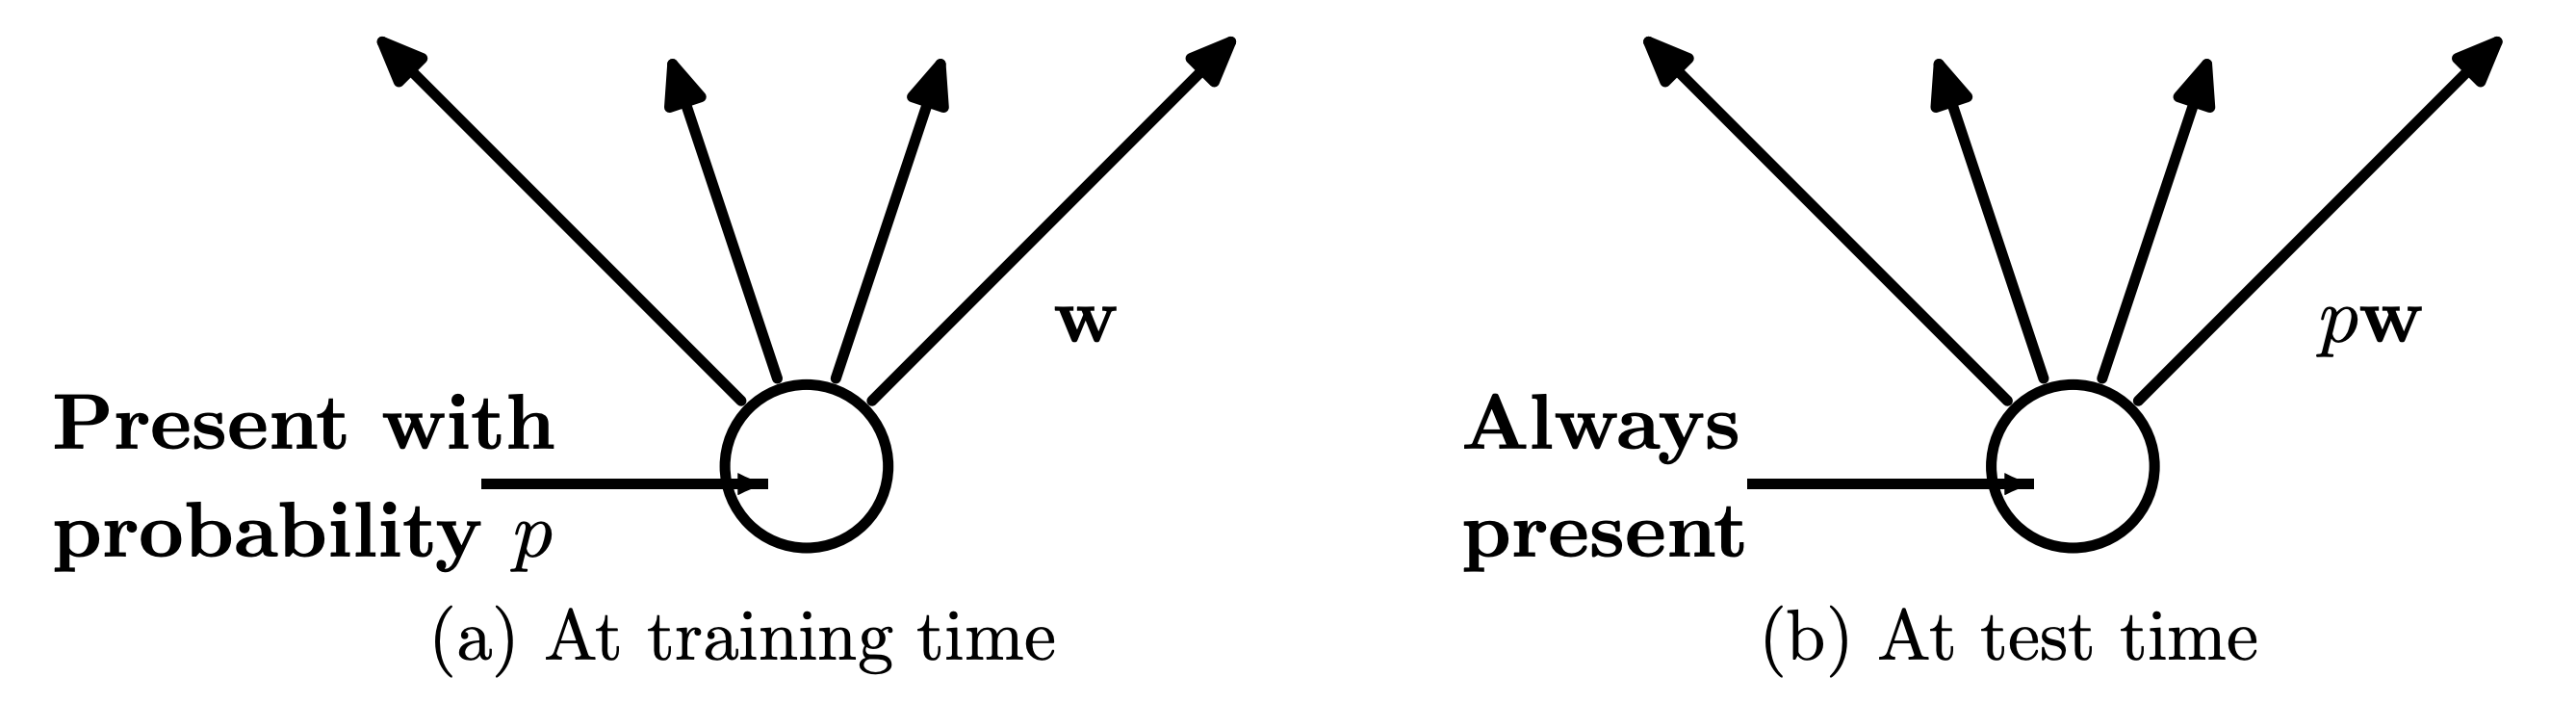 w
Present with
probability p
(a) At training time
pw
Always
present
(b) At test time